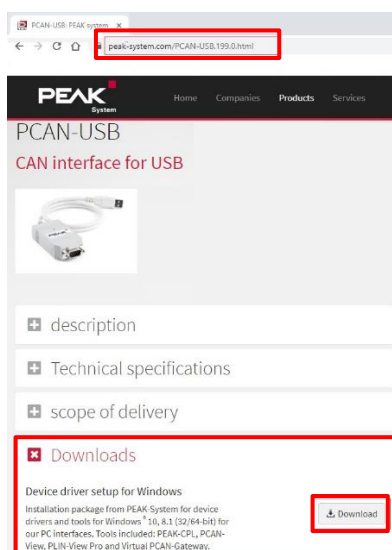 PCAN-USB: PEAK system
peak-system.com/PCAN-USB.199.0.html
PEAK
System
Home Companies Products Services
PCAN-USB
CAN interface for USB
description
Technical specifications
scope of delivery
Downloads
Device driver setup for Windows
Installation package from PEAK-System for device
drivers and tools for Windows® 10, 8.1 (32/64-bit) for
our PC interfaces. Tools included: PEAK-CPL, PCAN-
View, PLIN-View Pro and Virtual PCAN-Gateway.
Download